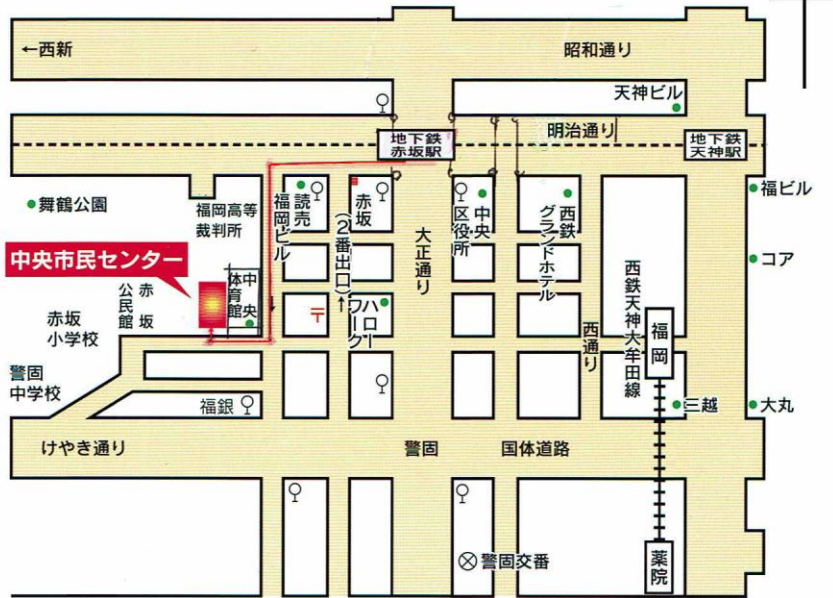 ←西新
昭和通り
天神ビル
明治通り
地下鉄
赤坂駅
地下鉄
天神駅
舞鶴公園
福岡高等
裁判所
読売
福岡ビル
赤坂
(2番出口)→
大正通り
中央
区役所
西鉄
グランドホテル
福ビル
コア
中央市民センター
赤坂
公民館
中央
体育館
赤坂
小学校
警固
中学校
〒
ハロー
ワーク
西通り
西鉄天神大牟田線
福岡
三越
大丸
福銀
けやき通り
警固
国体道路
警固交番
薬院